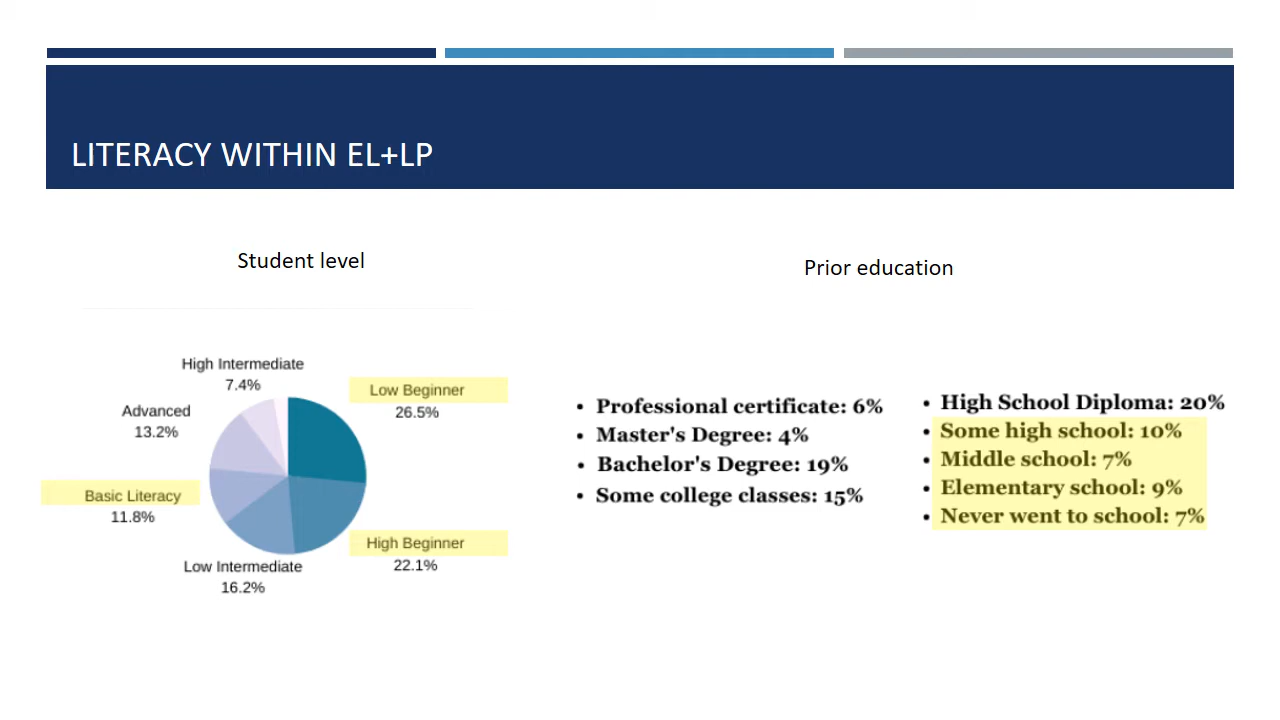 LITERACY WITHIN EL+LP
Student level
High Intermediate
7.4%
Low Beginner
26.5%
Advanced
13.2%
Basic Literacy
11.8%
High Beginner
22.1%
Low Intermediate
16.2%
Prior education
• Professional certificate: 6%
• Master's Degree: 4%
• Bachelor's Degree: 19%
• Some college classes: 15%
• High School Diploma: 20%
• Some high school: 10%
• Middle school: 7%
• Elementary school: 9%
• Never went to school: 7%